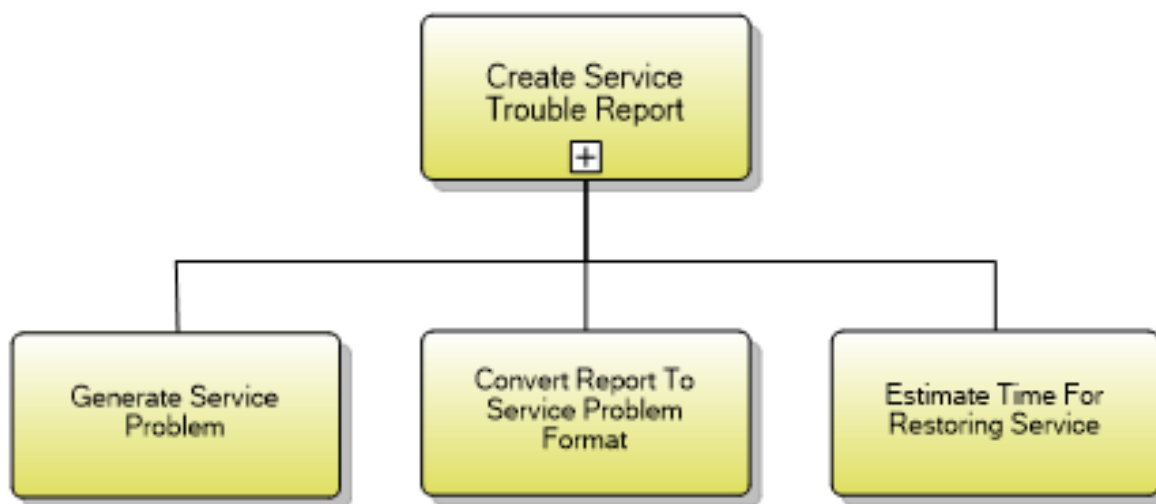 Create Service
Trouble Report
Generate Service
Problem
Convert Report To
Service Problem
Format
Estimate Time For
Restoring Service